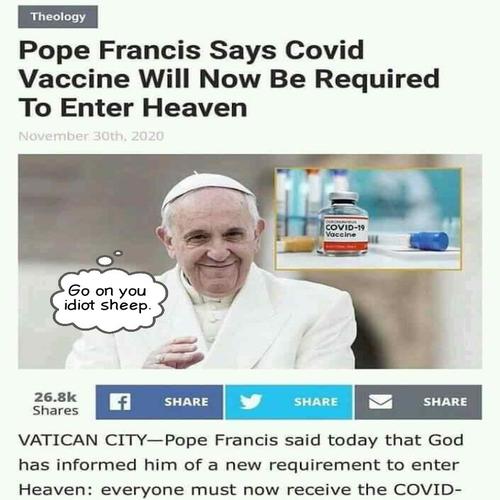 Theology
Pope Francis Says Covid
Vaccine Will Now Be Required
To Enter Heaven
November 30th, 2020
COVID-19
Vaccine
Go on you
idiot sheep.
26.8k
Shares
f SHARE
SHARE
SHARE
VATICAN CITY—Pope Francis said today that God
has informed him of a new requirement to enter
Heaven: everyone must now receive the COVID-